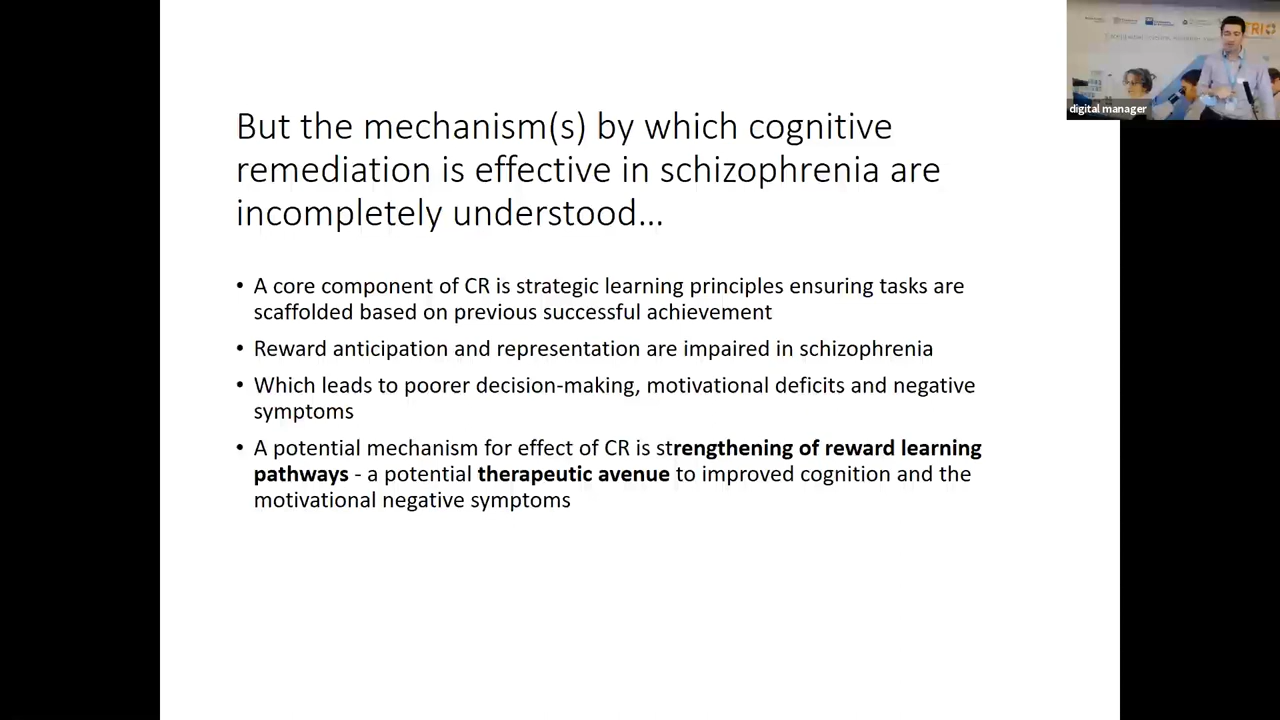 But the mechanism(s) by which cognitive
remediation is effective in schizophrenia are
incompletely understood…
• A core component of CR is strategic learning principles ensuring tasks are
scaffolded based on previous successful achievement
• Reward anticipation and representation are impaired in schizophrenia
• Which leads to poorer decision-making, motivational deficits and negative
symptoms
• A potential mechanism for effect of CR is strengthening of reward learning
pathways - a potential therapeutic avenue to improved cognition and the
motivational negative symptoms
digital manager